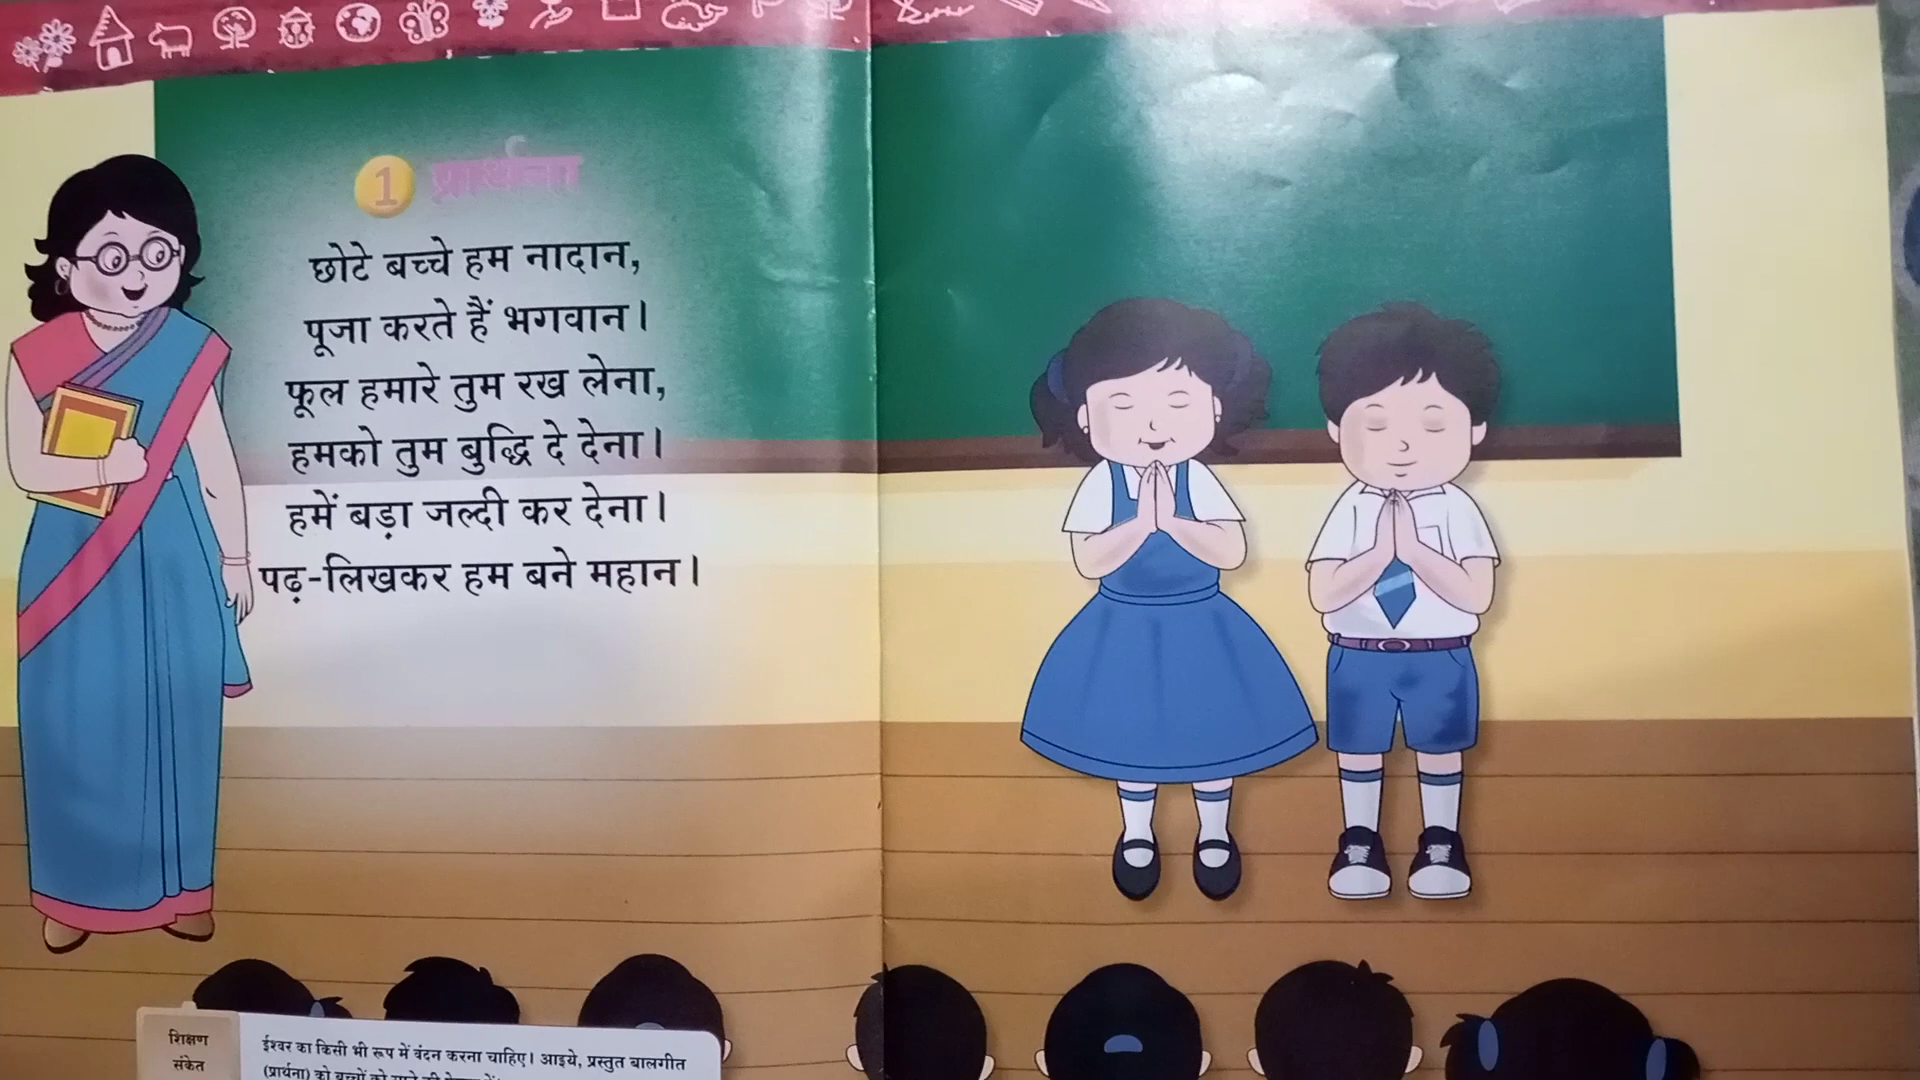 1 प्रार्थना
छोटे बच्चे हम नादान,
पूजा करते हैं भगवान।
फूल हमारे तुम रख लेना,
हमको तुम बुद्धि दे देना।
हमें बड़ा जल्दी कर देना।
पढ़-लिखकर हम बने महान।
शिक्षण
संकेत
ईश्वर का किसी भी रूप में वंदन करना चाहिए। आइये, प्रस्तुत बालगीत
(प्रार्थना) को बच्चों को